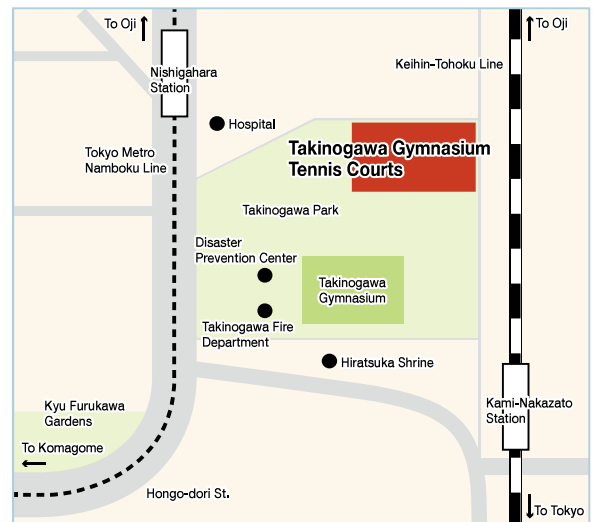 To Oji
To Oji
Keihin-Tohoku Line
Nishigahara
Station
Hospital
Takinogawa Gymnasium
Tennis Courts
Tokyo Metro
Namboku Line
Takinogawa Park
Disaster
Prevention Center
Takinogawa
Gymnasium
Takinogawa Fire
Department
Hiratsuka Shrine
Kyu Furukawa
Gardens
Kami-Nakazato
Station
To Komagome
Hongo-dori St.
To Tokyo